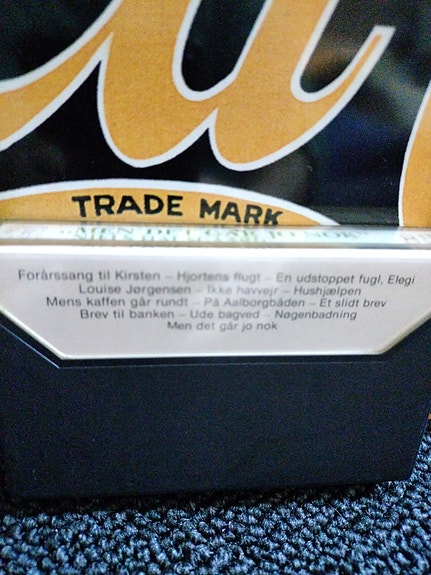 TRADE MARK
Forårssang til Kirsten – Hjortens flugt – En udstoppet fugl, Elegi
Louise Jørgensen – Ikke havvejr – Hushjælpen
Mens kaffen går rundt – På Aalborgbåden – Et slidt brev
Brev til banken – Ude bagved – Nøgenbadning
Men det går jo nok